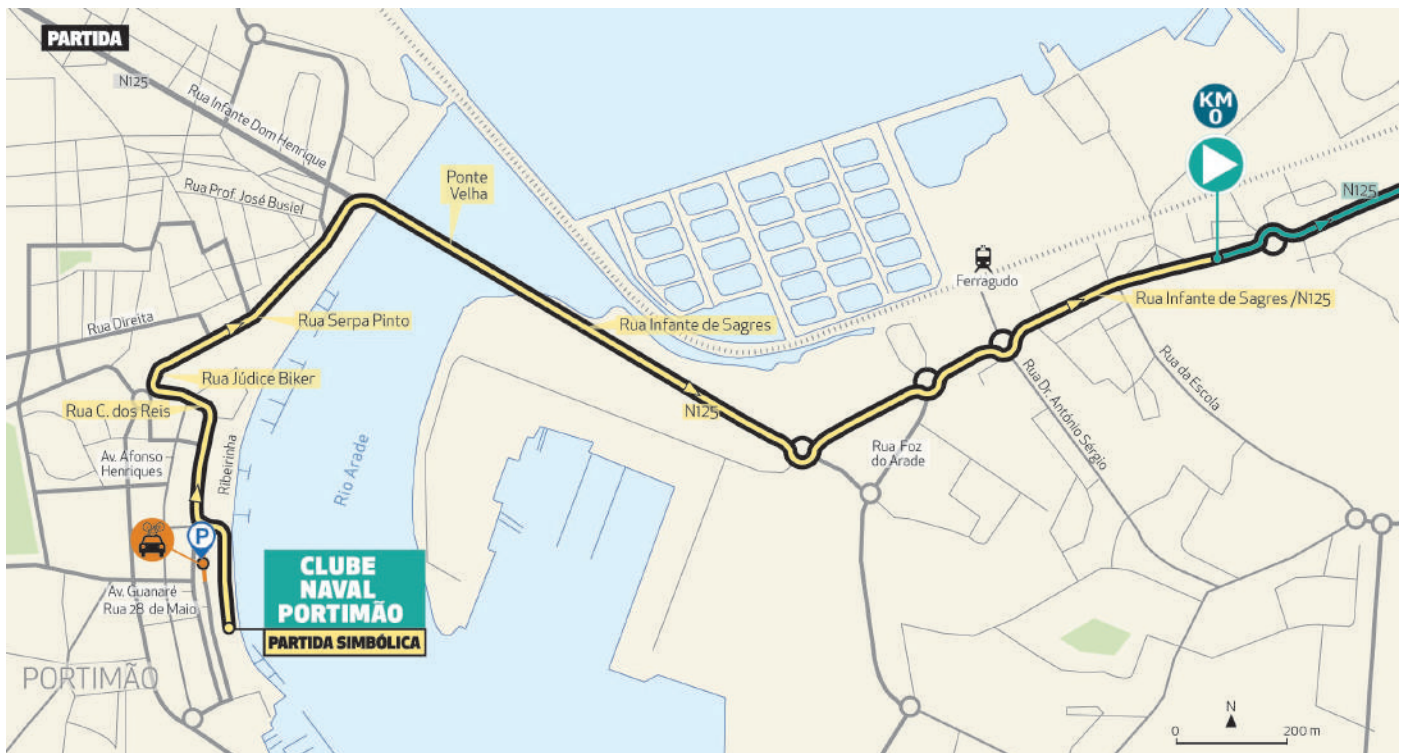 PARTIDA
N125
Rua Infante Dom Henrique
Rua Prof. José Busiel
Ponte
Velha
KM
0
N125
Ferragudo
Rua Infante de Sagres /N125
Rua Direita
Rua Serpa Pinto
Rua Infante de Sagres
Rua Júdice Biker
Rua C. dos Reis
N125
Rua da Escola
Rua Dr. António Sérgio
Rua Foz
do Arade
Av. Afonso
Henriques
Ribeirinha
Rio Arade
P
CLUBE
NAVAL
PORTIMÃO
PARTIDA SIMBÓLICA
Av. Guanaré
Rua 28 de Maio
PORTIMÃO
N
0 200 m